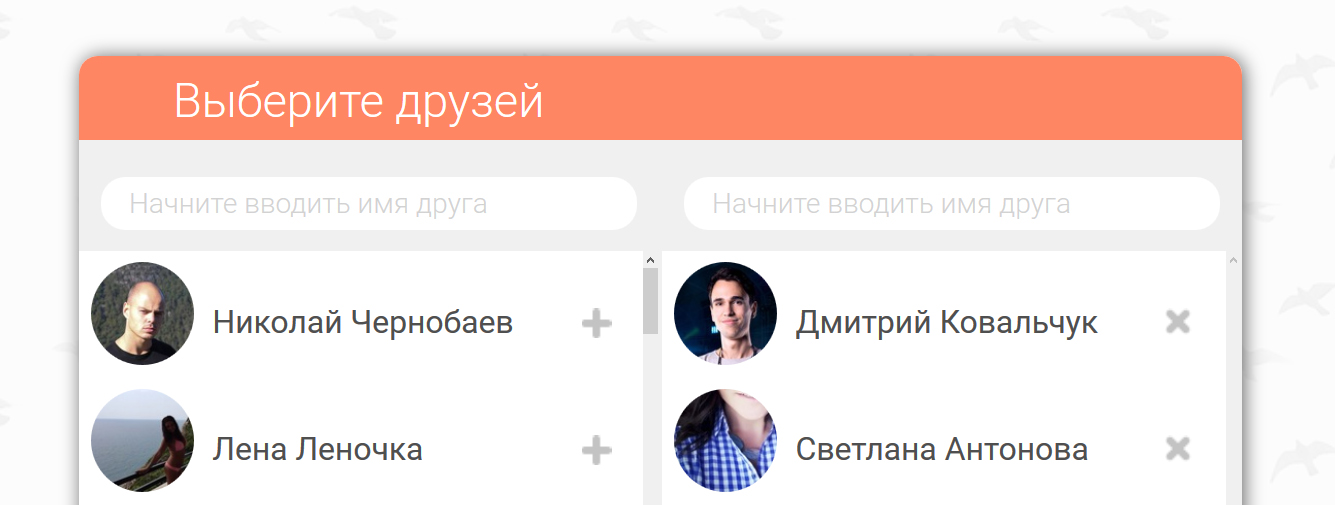 Выберите друзей
Начните вводить имя друга
Начните вводить имя друга
Николай Чернобаев
Дмитрий Ковальчук
Лена Леночка
Светлана Антонова